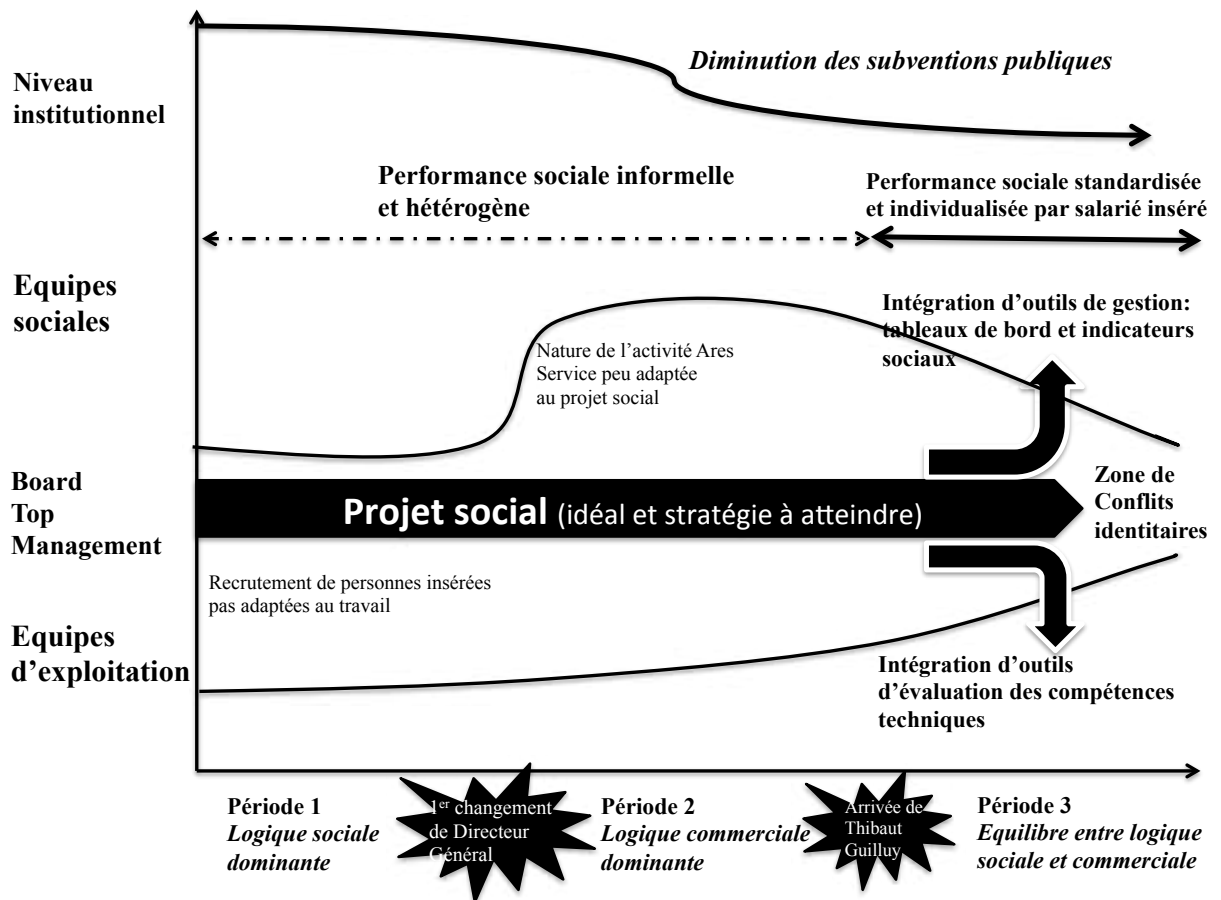 Diminution des subventions publiques
Niveau
institutionnel
Performance sociale informelle
et hétérogène
Performance sociale standardisée
et individualisée par salarié inséré
Equipes
sociales
Intégration d’outils de gestion:
tableaux de bord et indicateurs
sociaux
Nature de l’activité Ares
Service peu adaptée
au projet social
Board
Top
Management
Projet social (idéal et stratégie à atteindre)
Zone de
Conflits
identitaires
Recrutement de personnes insérées
pas adaptées au travail
Equipes
d’exploitation
Intégration d’outils
d’évaluation des compétences
techniques
Période 1
Logique sociale
dominante
1er changement
de Directeur
Général
Période 2
Logique commerciale
dominante
Arrivée de
Thibaut
Guilluy
Période 3
Equilibre entre logique
sociale et commerciale